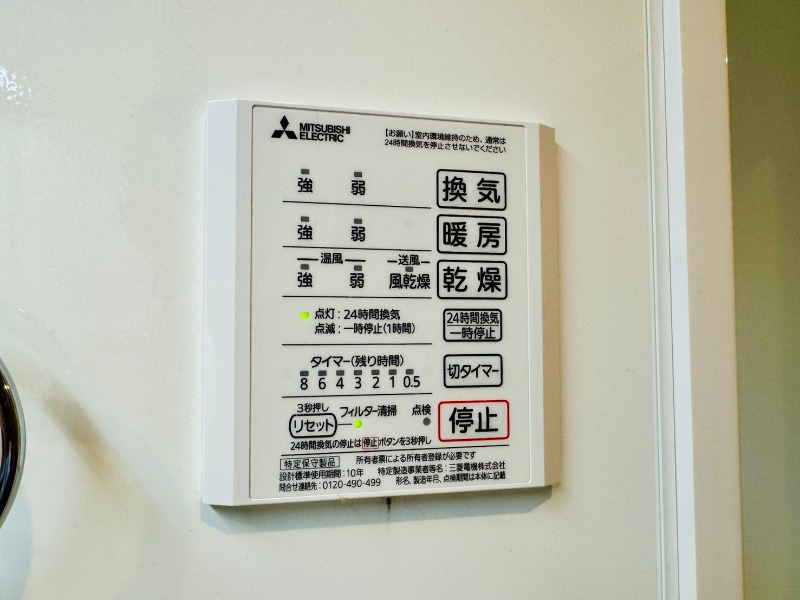 MITSUBISHI
ELECTRIC
【お願い】室内環境維持のため、通常は
24時間換気を停止させないでください
強 弱 換気
強 弱 暖房
温風 送風
強 弱 風乾燥 乾燥
点灯：24時間換気
点滅：一時停止(1時間)
24時間換気
一時停止
タイマー(残り時間)
8 6 4 3 2 1 0.5
切タイマー
3秒押し
リセット フィルター清掃 点検
停止
24時間換気の停止は停止ボタンを3秒押し
特定保守製品 所有者票による所有者登録が必要です
設計標準使用期間：10年 特定製造事業者等名：三菱電機株式会社
問合せ連絡先：0120-490-499 形名、製造年月、点検期間は本体に記載